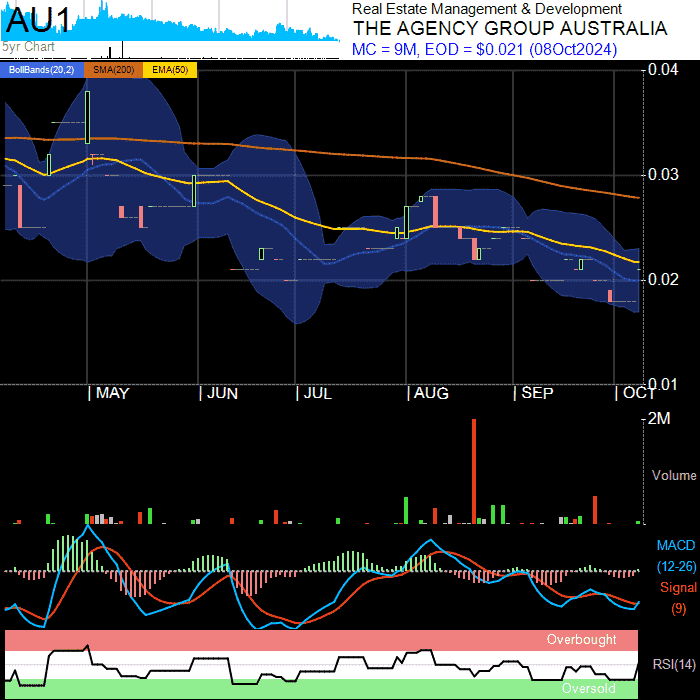 AU1
Real Estate Management & Development
THE AGENCY GROUP AUSTRALIA
MC = 9M, EOD = $0.021 (08Oct2024)
5yr Chart
BollBands(20,2) SMA(200) EMA(50)
0.04
0.03
0.02
0.01
MAY JUN JUL AUG SEP OCT
2M
Volume
MACD
(12-26)
Signal
(9)
Overbought
RSI(14)
Oversold